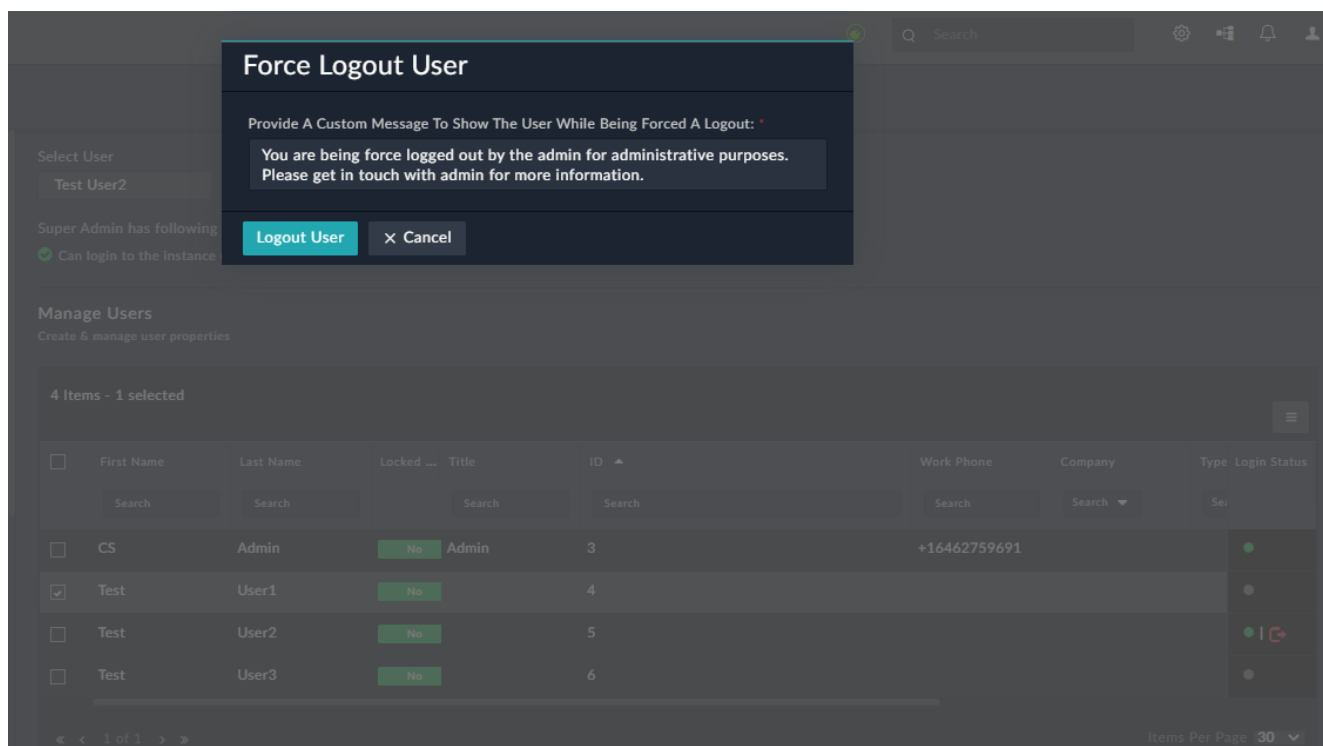 Search
Force Logout User
Provide A Custom Message To Show The User While Being Forced A Logout: *
You are being force logged out by the admin for administrative purposes.
Please get in touch with admin for more information.
Logout User
Cancel
Select User
Test User2
Super Admin has following
Can login to the instance
Manage Users
Create & manage user properties
4 Items - 1 selected
First Name Last Name Locked ... Title ID Work Phone Company Type Login Status
Search Search Search Search Search Search Sea
CS Admin No Admin 3 +16462759691
Test User1 No 4
Test User2 No 5
Test User3 No 6
« ‹ 1 of 1 › » Items Per Page 30